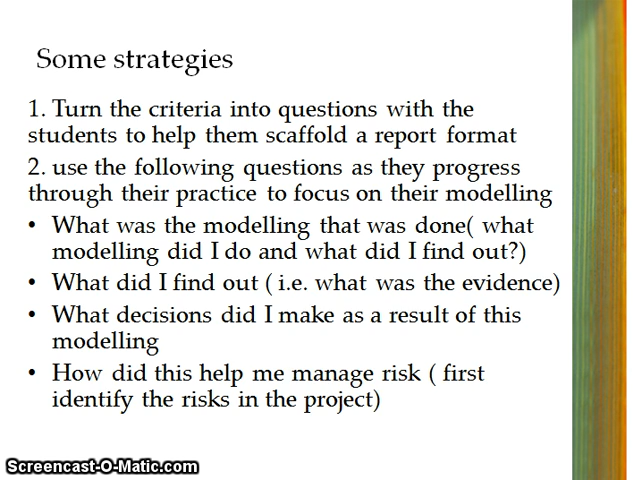 Some strategies
1. Turn the criteria into questions with the
students to help them scaffold a report format
2. use the following questions as they progress
through their practice to focus on their modelling
• What was the modelling that was done( what
modelling did I do and what did I find out?)
• What did I find out ( i.e. what was the evidence)
• What decisions did I make as a result of this
modelling
• How did this help me manage risk ( first
identify the risks in the project)
Screencast-O-Matic.com